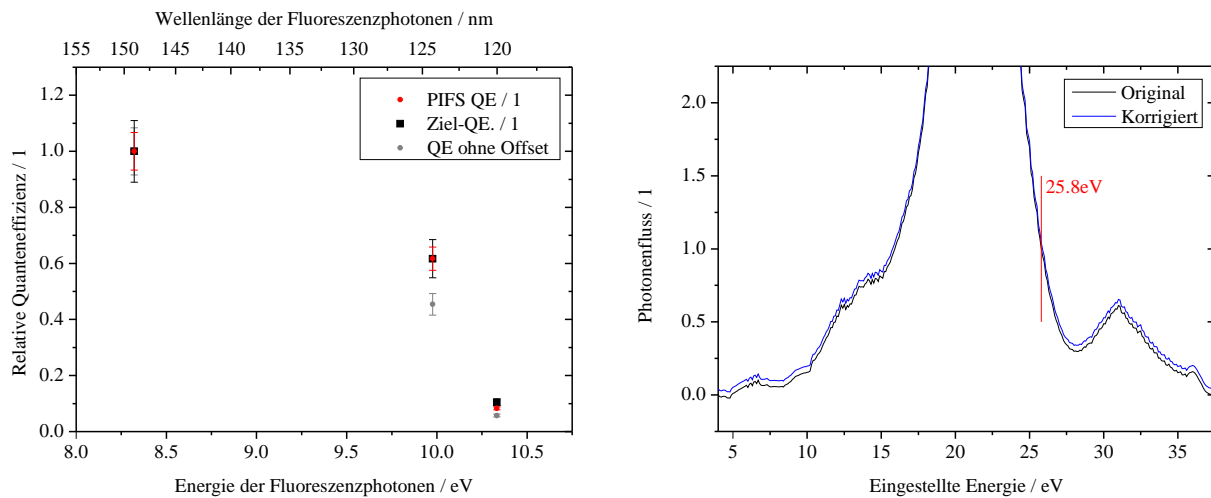 Wellenlänge der Fluoreszenzphotonen / nm
155 150 145 140 135 130 125 120
1.2
1.0
0.8
0.6
0.4
0.2
0.0
Relative Quanteneffizienz / 1
PIFS QE / 1
Ziel-QE. / 1
QE ohne Offset
8.0 8.5 9.0 9.5 10.0 10.5
Energie der Fluoreszenzphotonen / eV
2.0
1.5
1.0
0.5
0.0
Photonenfluss / 1
Original
Korrigiert
25.8eV
5 10 15 20 25 30 35
Eingestellte Energie / eV